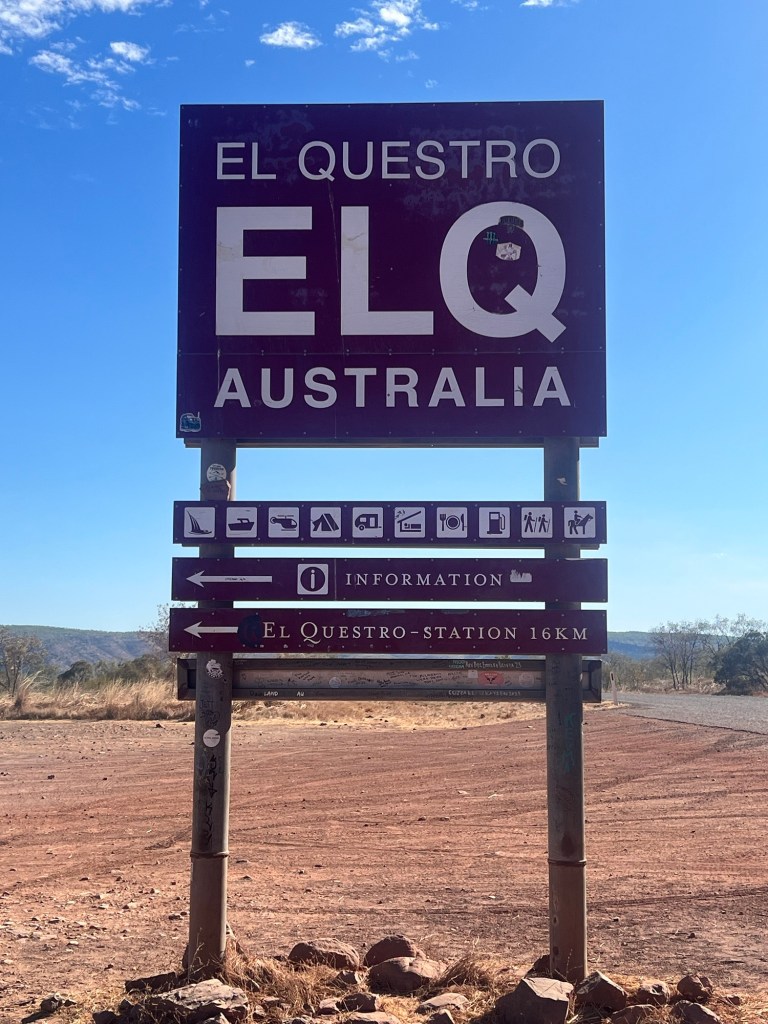 EL QUESTRO
ELQ
AUSTRALIA
i INFORMATION
EL QUESTRO-STATION 16KM